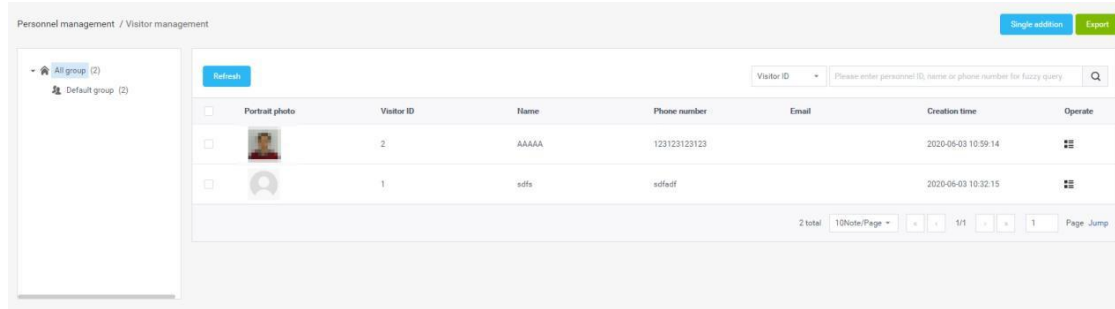 Personnel management / Visitor management
Single addition
Export
All group (2)
Default group (2)
Refresh
Visitor ID
Please enter personnel ID, name or phone number for fuzzy query.
Portrait photo Visitor ID Name Phone number Email Creation time Operate
2 AAAAA 123123123123 2020-06-03 10:59:14
1 sdfs sdfadf 2020-06-03 10:32:15
2 total 10Note/Page « ‹ 1/1 › » 1 Page Jump